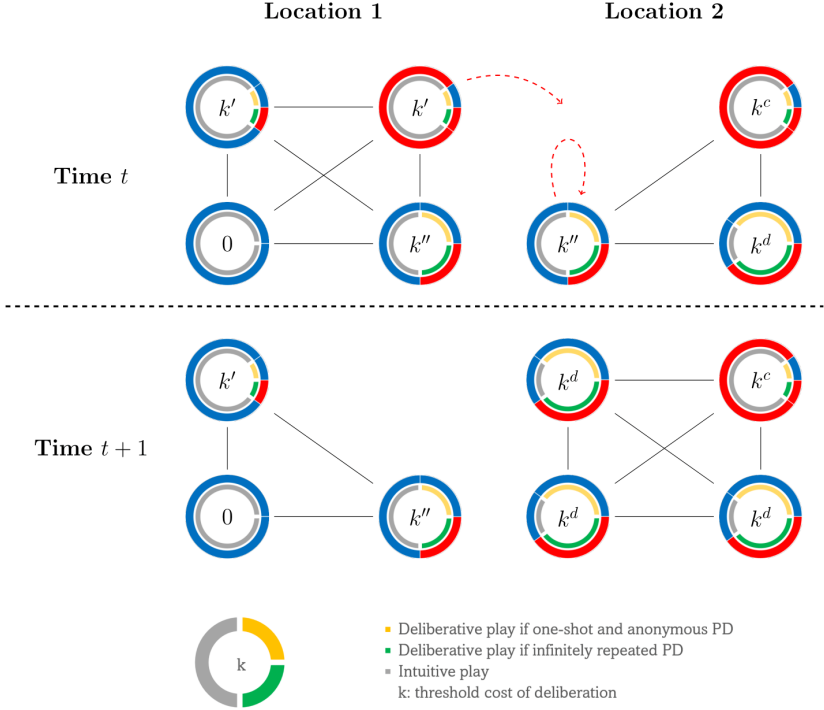 Location 1 Location 2
Time t
k′ k′ k^c
0 k″ k″ k^d
Time t + 1
k′ k^d k^c
0 k″ k^d k^d
k
Deliberative play if one-shot and anonymous PD
Deliberative play if infinitely repeated PD
Intuitive play
k: threshold cost of deliberation